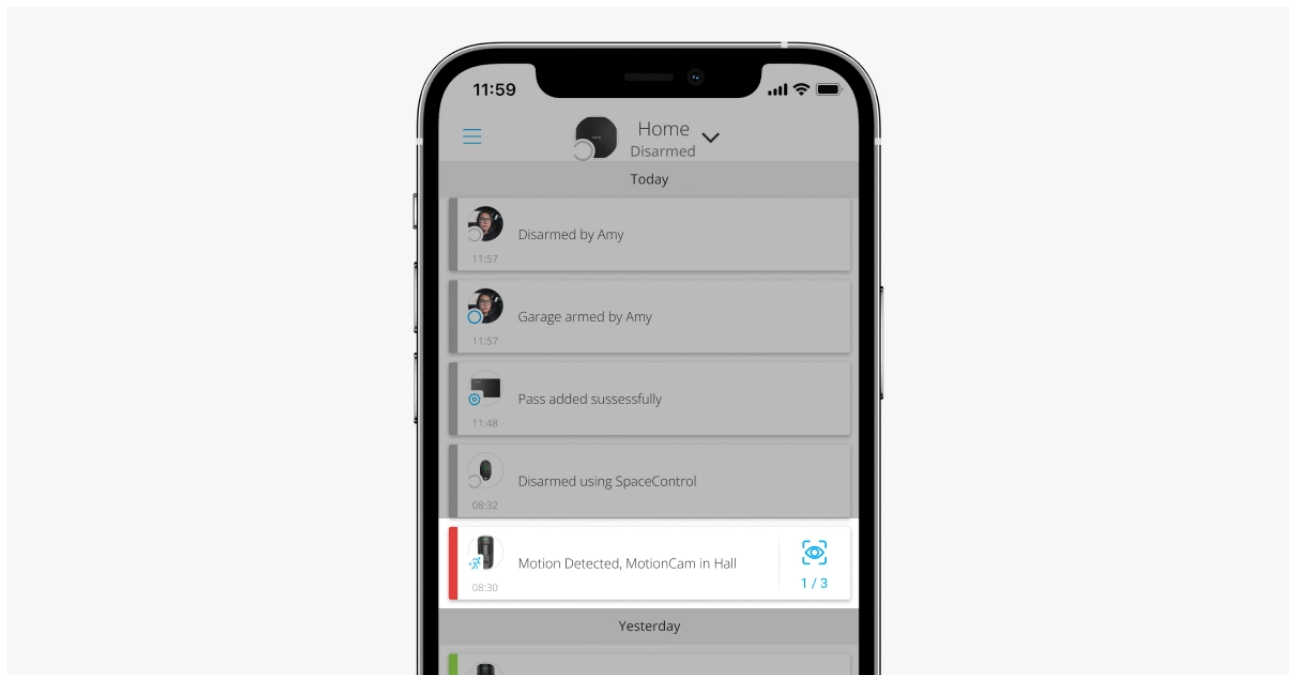 11:59
Home
Disarmed
Today
Disarmed by Amy
11:57
Garage armed by Amy
11:57
Pass added sussessfully
11:48
Disarmed using SpaceControl
08:32
Motion Detected, MotionCam in Hall
08:30
1 / 3
Yesterday